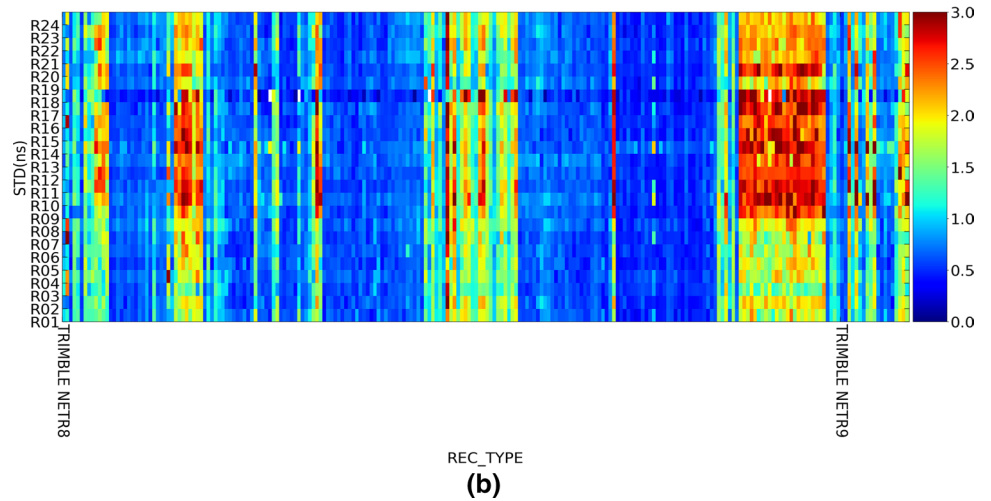 R24
R23
R22
R21
R20
R19
R18
R17
R16
R15
R14
R13
R12
R11
R10
R09
R08
R07
R06
R05
R04
R03
R02
R01
STD(ns)
3.0
2.5
2.0
1.5
1.0
0.5
0.0
TRIMBLE NETR8
TRIMBLE NETR9
REC_TYPE
(b)